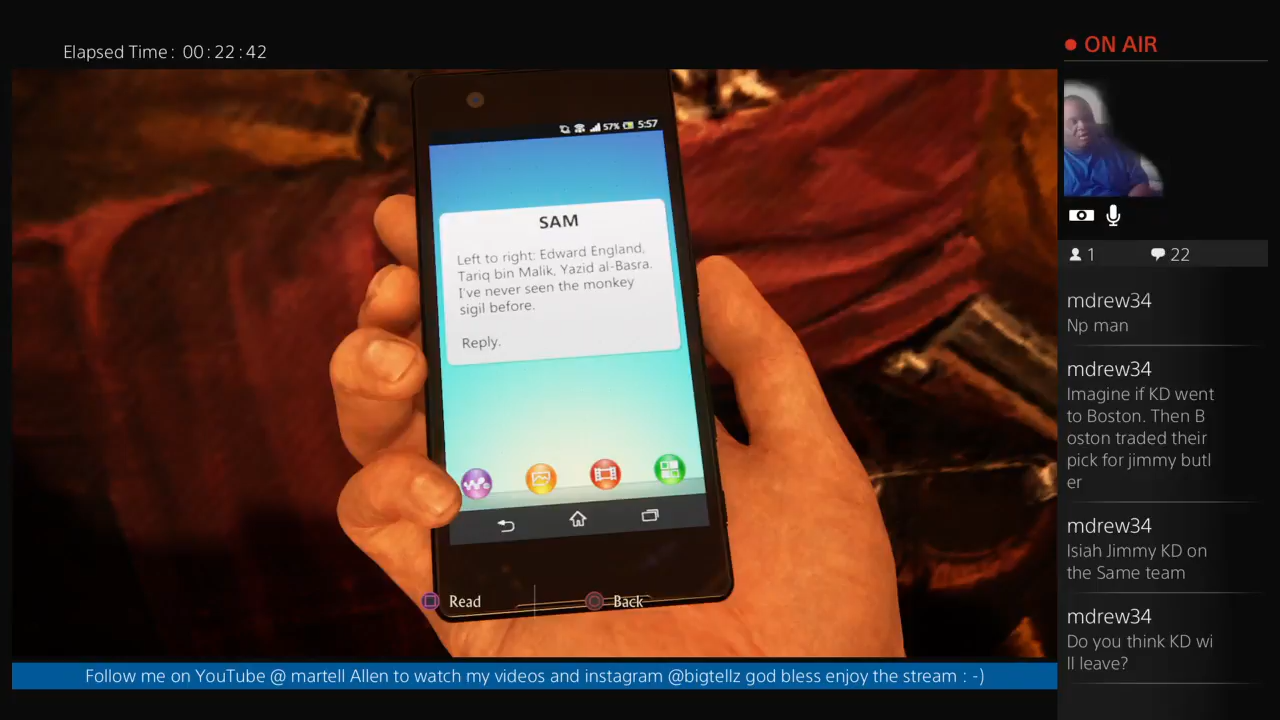 Elapsed Time: 00:22:42
ON AIR
57% 5:57
SAM
Left to right: Edward England,
Tariq bin Malik, Yazid al-Basra.
I've never seen the monkey
sigil before.
Reply.
Read
Back
1
22
mdrew34
Np man
mdrew34
Imagine if KD went
to Boston. Then B
oston traded their
pick for jimmy butl
er
mdrew34
Isiah Jimmy KD on
the Same team
mdrew34
Do you think KD wi
ll leave?
Follow me on YouTube @ martell Allen to watch my videos and instagram @bigtellz god bless enjoy the stream : -)